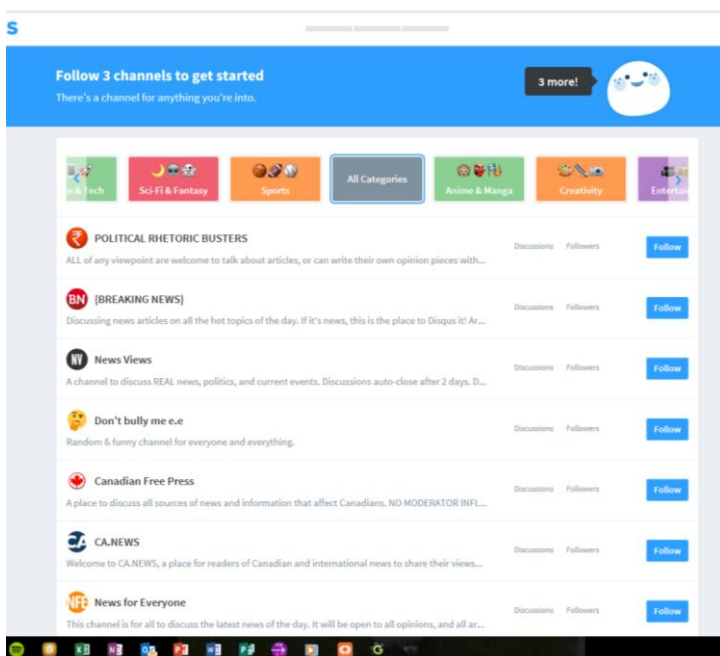 S
Follow 3 channels to get started
There's a channel for anything you're into.
3 more!
e & Tech
Sci-Fi & Fantasy
Sports
All Categories
Anime & Manga
Creativity
Entertai
POLITICAL RHETORIC BUSTERS
ALL of any viewpoint are welcome to talk about articles, or can write their own opinion pieces with...
Discussions Followers
Follow
BN [BREAKING NEWS]
Discussing news articles on all the hot topics of the day. If it's news, this is the place to Disqus it! Ar...
Discussions Followers
Follow
NV News Views
A channel to discuss REAL news, politics, and current events. Discussions auto-close after 2 days. D...
Discussions Followers
Follow
Don't bully me e.e
Random & funny channel for everyone and everything.
Discussions Followers
Follow
Canadian Free Press
A place to discuss all sources of news and information that affect Canadians. NO MODERATOR INFL...
Discussions Followers
Follow
CA CA.NEWS
Welcome to CA.NEWS, a place for readers of Canadian and international news to share their views...
Discussions Followers
Follow
NFE News for Everyone
This channel is for all to discuss the latest news of the day. It will be open to all opinions, and all ar...
Discussions Followers
Follow